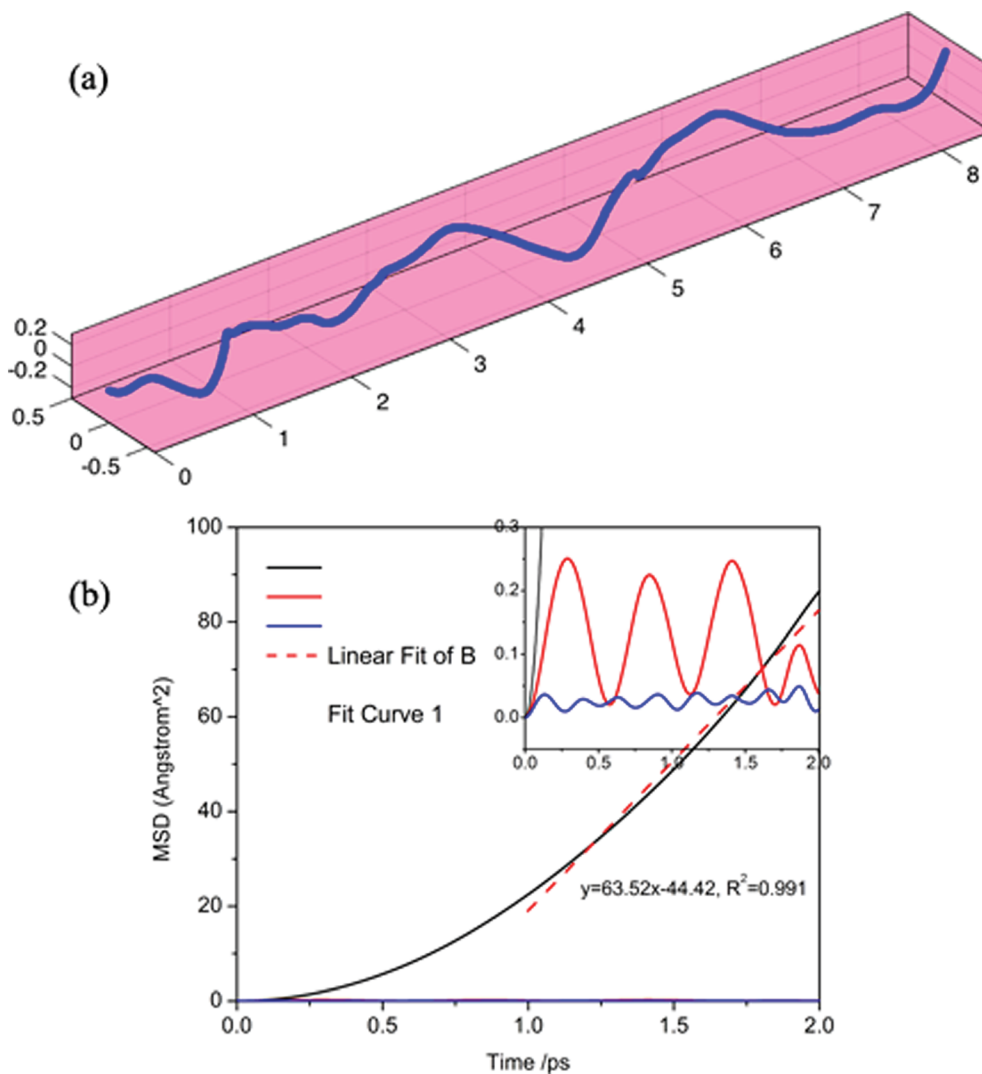 (a)
0.2
0
-0.2
0.5
0
-0.5
0
1
2
3
4
5
6
7
8
(b)
100
80
60
40
20
0
MSD (Angstrom^2)
Linear Fit of B
Fit Curve 1
0.3
0.2
0.1
0.0
0.0 0.5 1.0 1.5 2.0
y=63.52x-44.42, R²=0.991
0.0 0.5 1.0 1.5 2.0
Time /ps